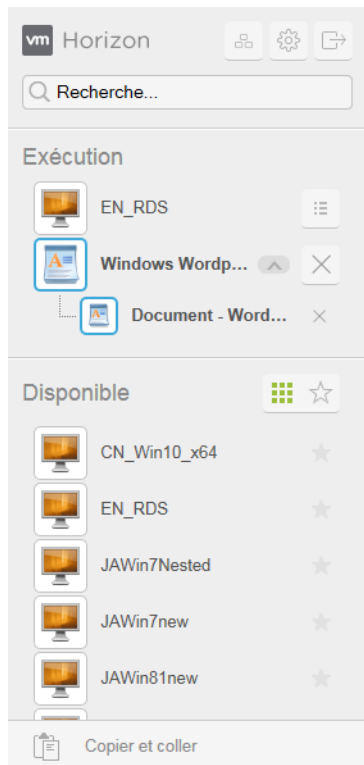 vm Horizon
Recherche...
Exécution
EN_RDS
Windows Wordp...
Document - Word...
Disponible
CN_Win10_x64
EN_RDS
JAWin7Nested
JAWin7new
JAWin81new
Copier et coller